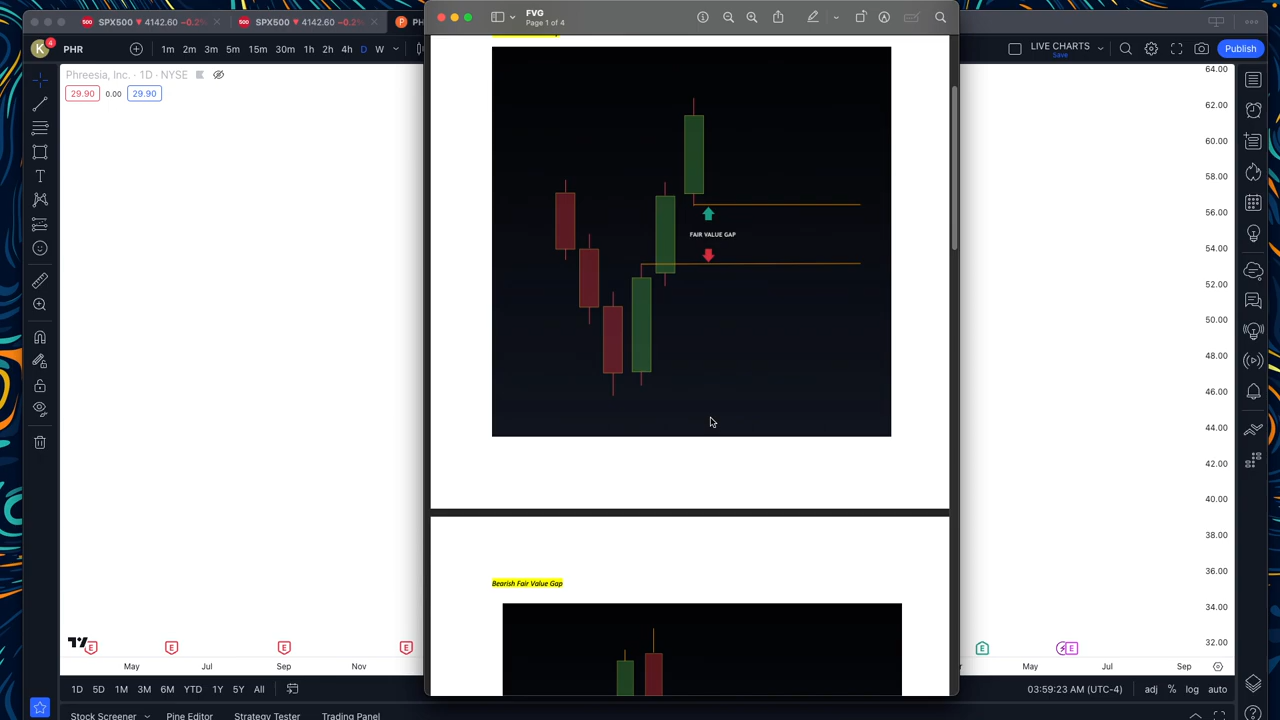 SPX500 ▼ 4142.60 −0.2%
SPX500 ▼ 4142.60 −0.2%
PH
FVG
Page 1 of 4
K
4
PHR
1m 2m 3m 5m 15m 30m 1h 2h 4h D W
LIVE CHARTS
Save
Publish
Phreesia, Inc. · 1D · NYSE
29.90 0.00 29.90
FAIR VALUE GAP
Bearish Fair Value Gap
64.00
62.00
60.00
58.00
56.00
54.00
52.00
50.00
48.00
46.00
44.00
42.00
40.00
38.00
36.00
34.00
32.00
E E E E E E
May Jul Sep Nov May Jul Sep
1D 5D 1M 3M 6M YTD 1Y 5Y All
03:59:23 AM (UTC-4) adj % log auto
Stock Screener Pine Editor Strategy Tester Trading Panel